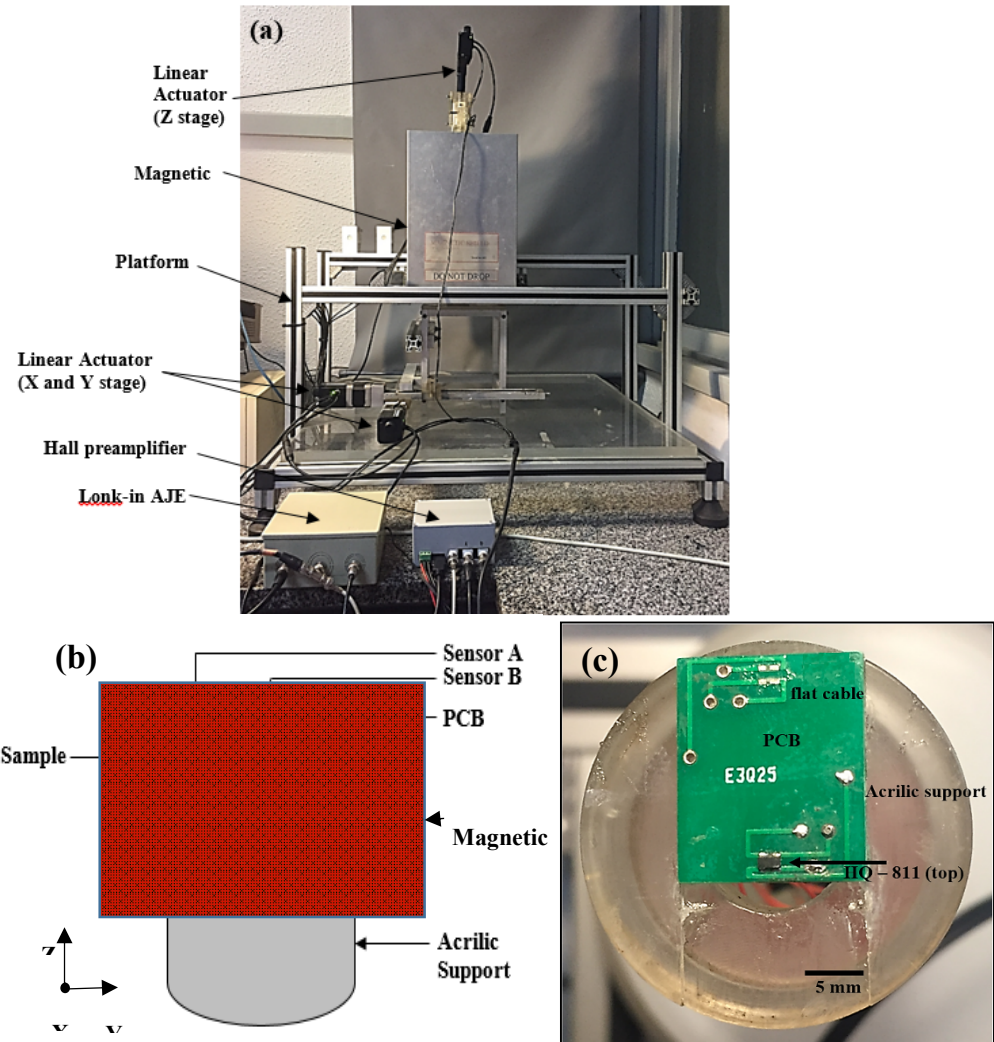 (a)
Linear
Actuator
(Z stage)
Magnetic
DO NOT DROP
Platform
Linear Actuator
(X and Y stage)
Hall preamplifier
Lonk-in AJE
(b)
Sensor A
Sensor B
PCB
Sample
Magnetic
Acrilic
Support
(c)
flat cable
PCB
E3Q25
Acrilic support
HQ – 811 (top)
5 mm